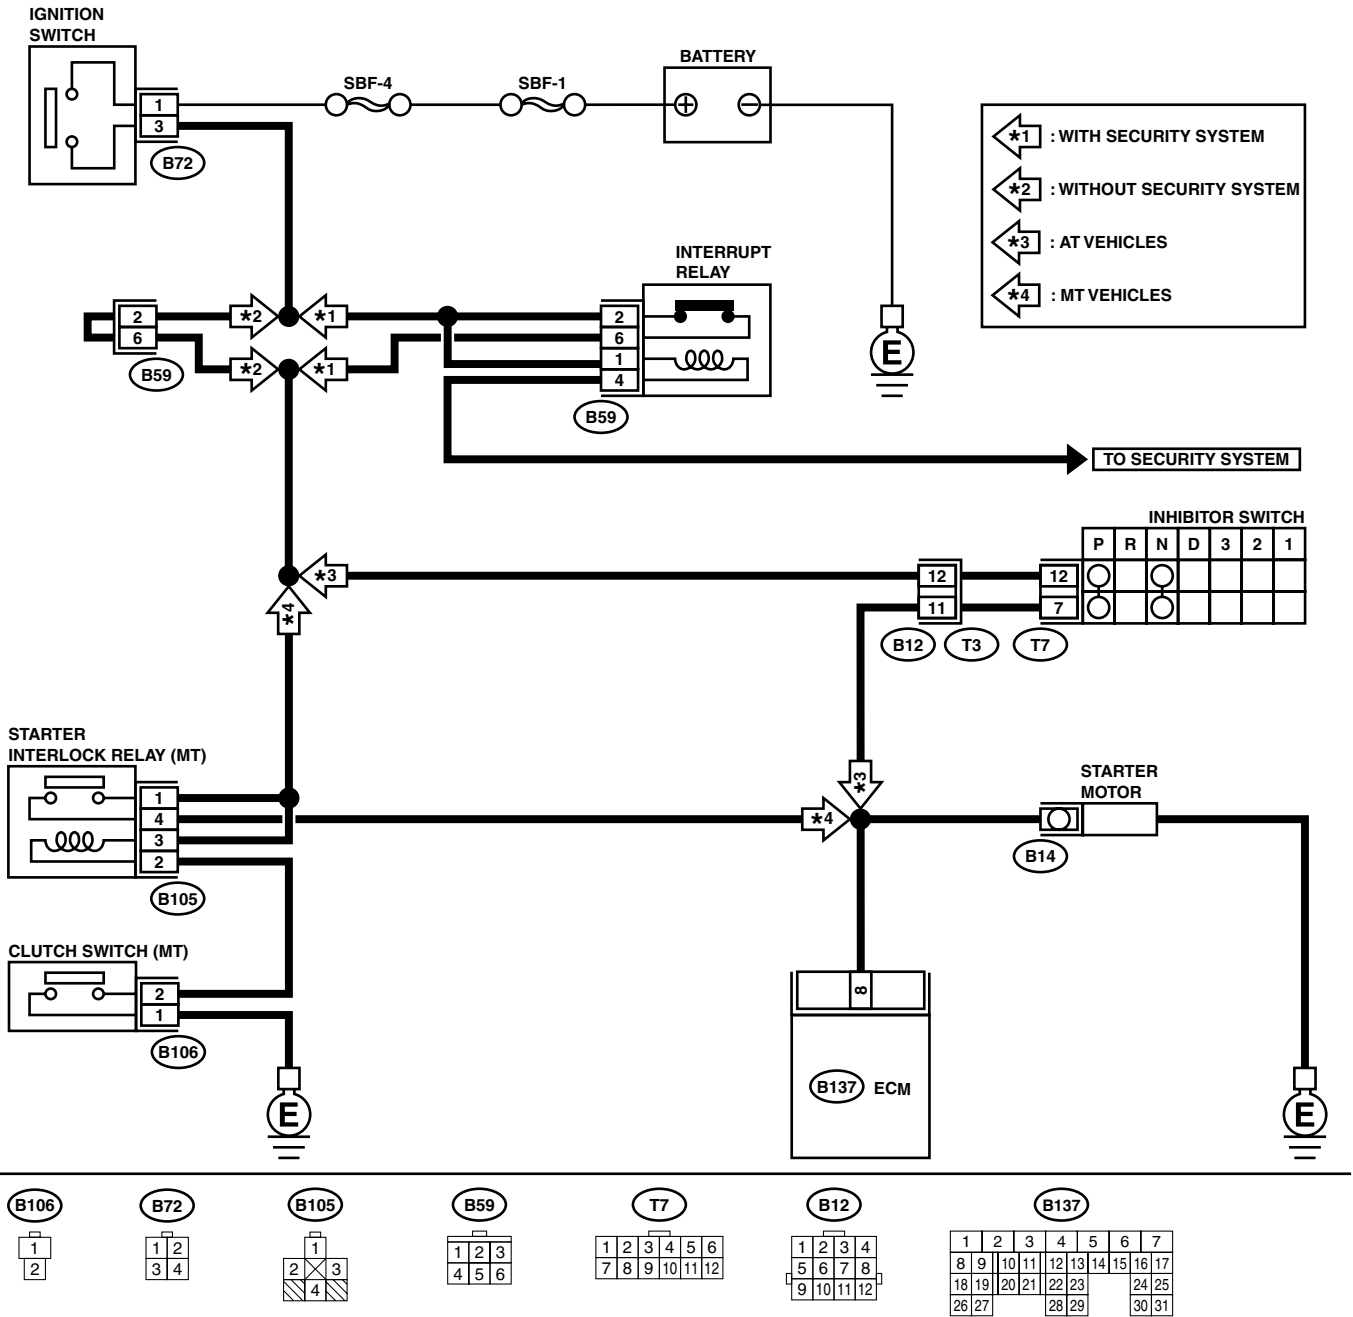 IGNITION
SWITCH
1
3
B72
SBF-4
SBF-1
BATTERY
+
−
*1 : WITH SECURITY SYSTEM
*2 : WITHOUT SECURITY SYSTEM
*3 : AT VEHICLES
*4 : MT VEHICLES
INTERRUPT
RELAY
2
6
B59
*2
*1
*2
*1
2
6
1
4
B59
E
TO SECURITY SYSTEM
INHIBITOR SWITCH
P R N D 3 2 1
*3
*4
12
11
12
7
B12
T3
T7
STARTER
INTERLOCK RELAY (MT)
1
4
3
2
B105
*3
*4
STARTER
MOTOR
B14
CLUTCH SWITCH (MT)
2
1
B106
E
8
B137 ECM
E
B106
1
2
B72
1 2
3 4
B105
1
2 3
4
B59
1 2 3
4 5 6
T7
1 2 3 4 5 6
7 8 9 10 11 12
B12
1 2 3 4
5 6 7 8
9 10 11 12
B137
1 2 3 4 5 6 7
8 9 10 11 12 13 14 15 16 17
18 19 20 21 22 23 24 25
26 27 28 29 30 31